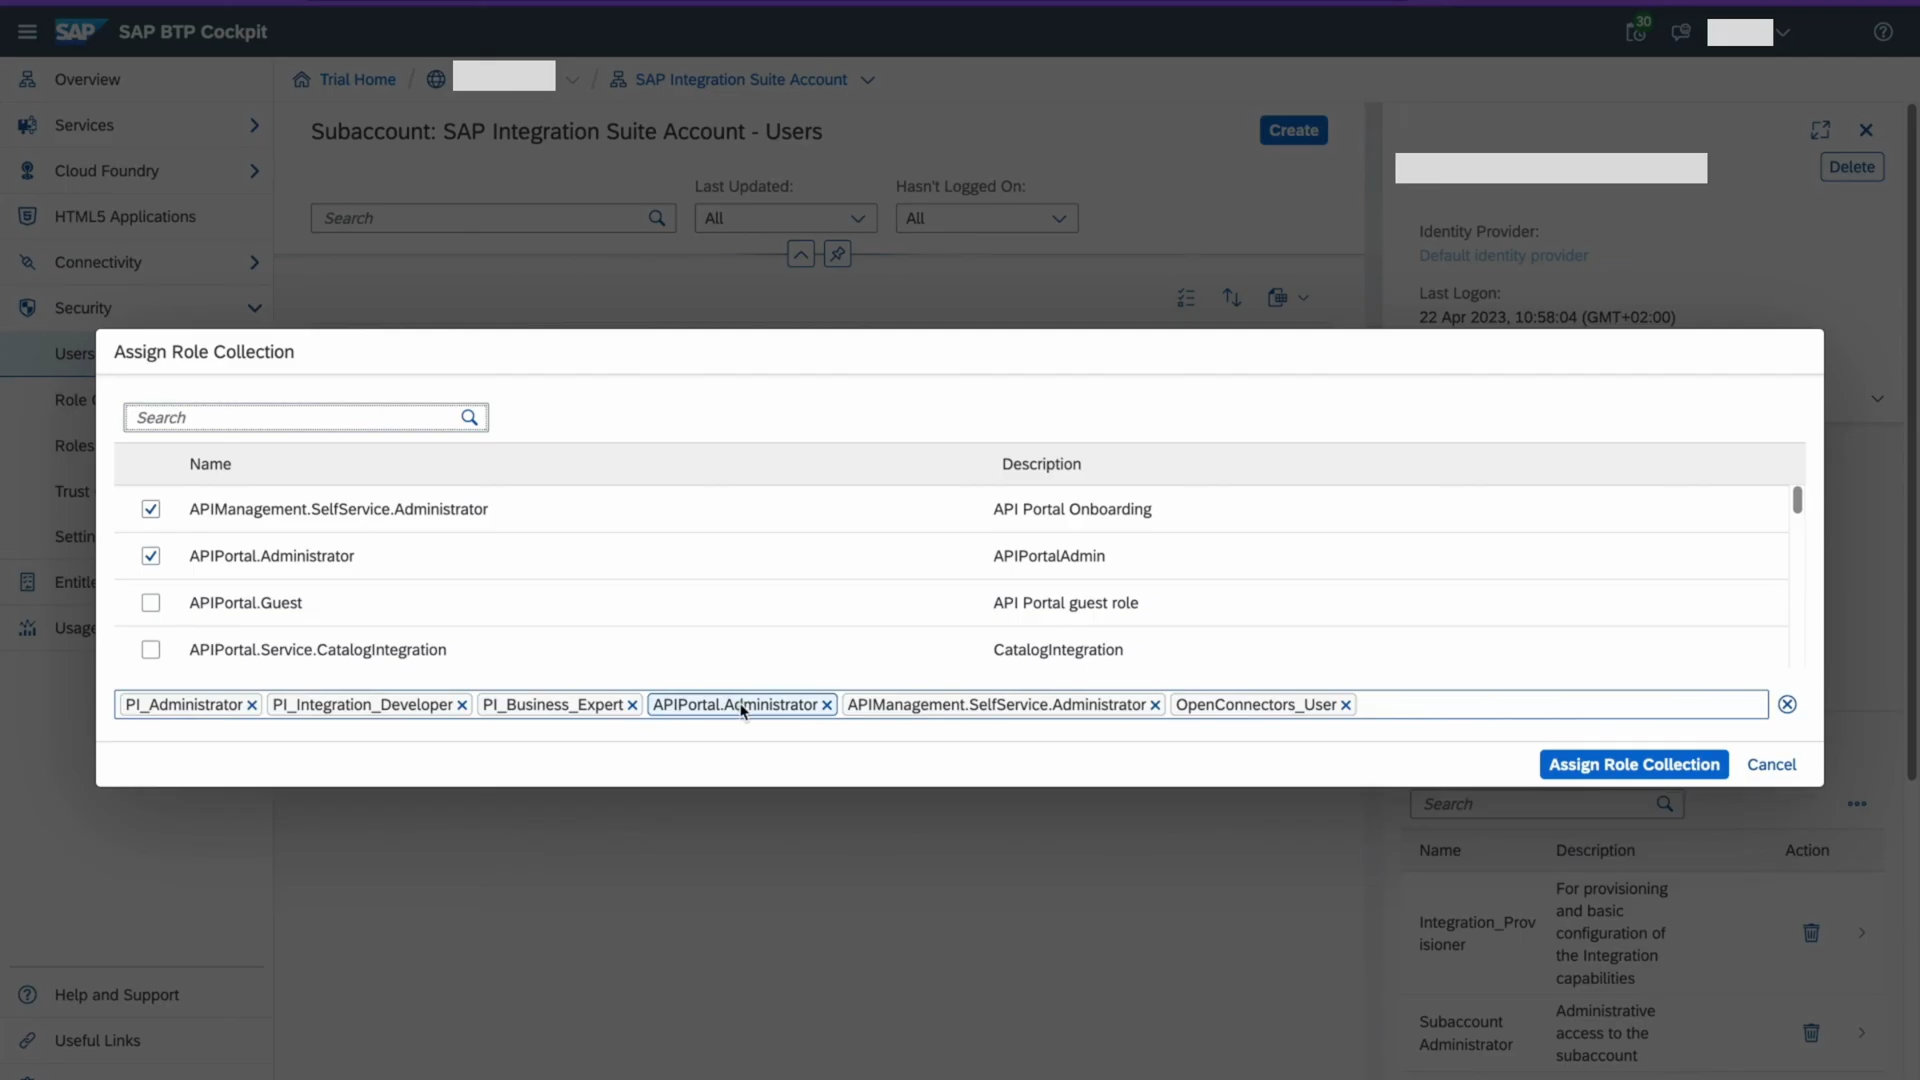 SAP
SAP BTP Cockpit
30
Overview
Services
Cloud Foundry
HTML5 Applications
Connectivity
Security
Users
Role
Roles
Trust
Settin
Entitle
Usage
Help and Support
Useful Links
Trial Home / / SAP Integration Suite Account
Subaccount: SAP Integration Suite Account - Users
Create
Last Updated:
Hasn't Logged On:
Search
All
All
Delete
Identity Provider:
Default identity provider
Last Logon:
22 Apr 2023, 10:58:04 (GMT+02:00)
Assign Role Collection
Search
Name Description
APIManagement.SelfService.Administrator API Portal Onboarding
APIPortal.Administrator APIPortalAdmin
APIPortal.Guest API Portal guest role
APIPortal.Service.CatalogIntegration CatalogIntegration
PI_Administrator PI_Integration_Developer PI_Business_Expert APIPortal.Administrator APIManagement.SelfService.Administrator OpenConnectors_User
Assign Role Collection Cancel
Search
Name Description Action
Integration_Prov
isioner
For provisioning
and basic
configuration of
the Integration
capabilities
Subaccount
Administrator
Administrative
access to the
subaccount